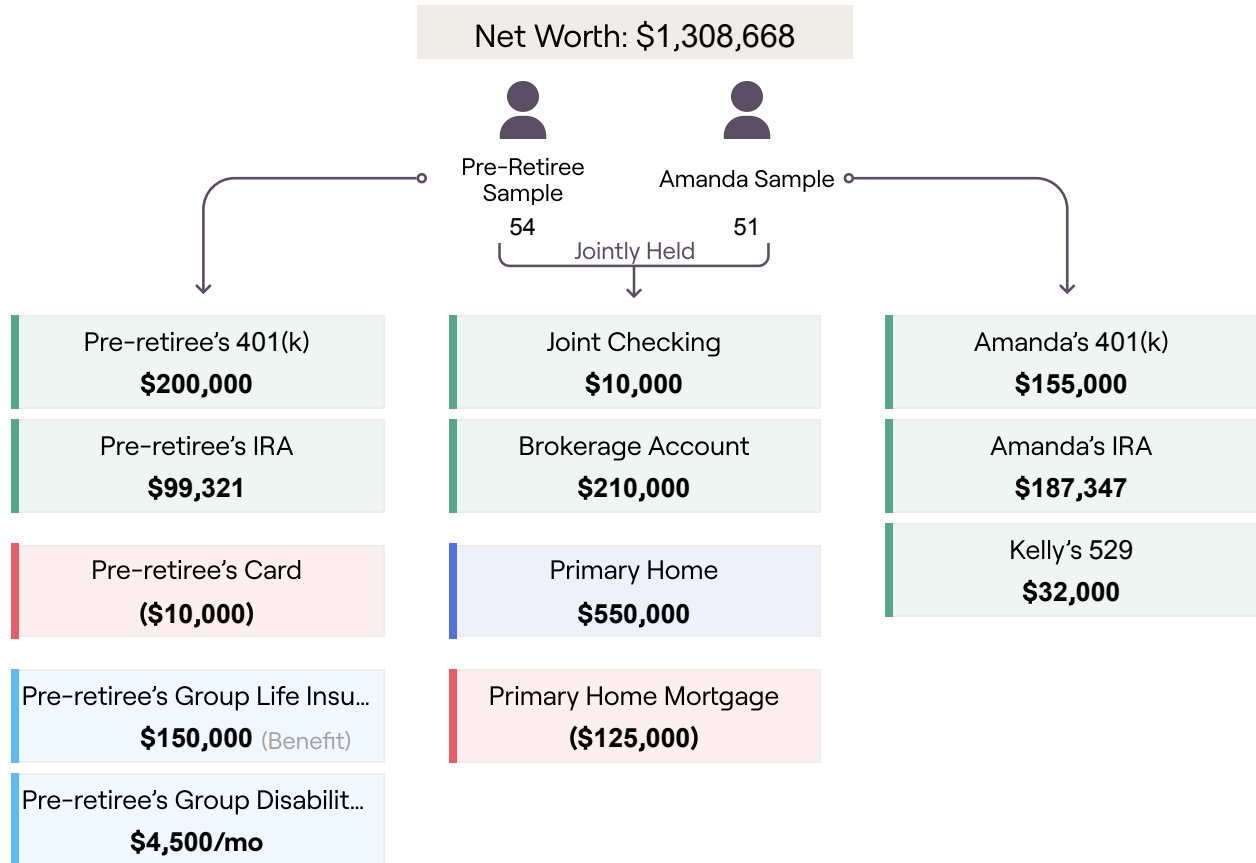 Net Worth: $1,308,668
Pre-Retiree
Sample
54
Amanda Sample
51
Jointly Held
Pre-retiree’s 401(k)
$200,000
Pre-retiree’s IRA
$99,321
Pre-retiree’s Card
($10,000)
Pre-retiree’s Group Life Insu...
$150,000 (Benefit)
Pre-retiree’s Group Disabilit...
$4,500/mo
Joint Checking
$10,000
Brokerage Account
$210,000
Primary Home
$550,000
Primary Home Mortgage
($125,000)
Amanda’s 401(k)
$155,000
Amanda’s IRA
$187,347
Kelly’s 529
$32,000